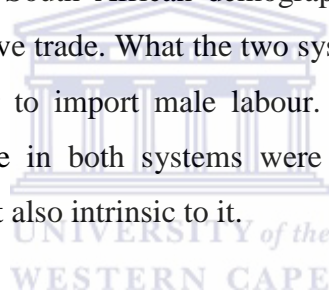 South African demograph
ve trade. What the two sys
to import male labour.
e in both systems were
t also intrinsic to it.
UNIVERSITY of the
WESTERN CAPE